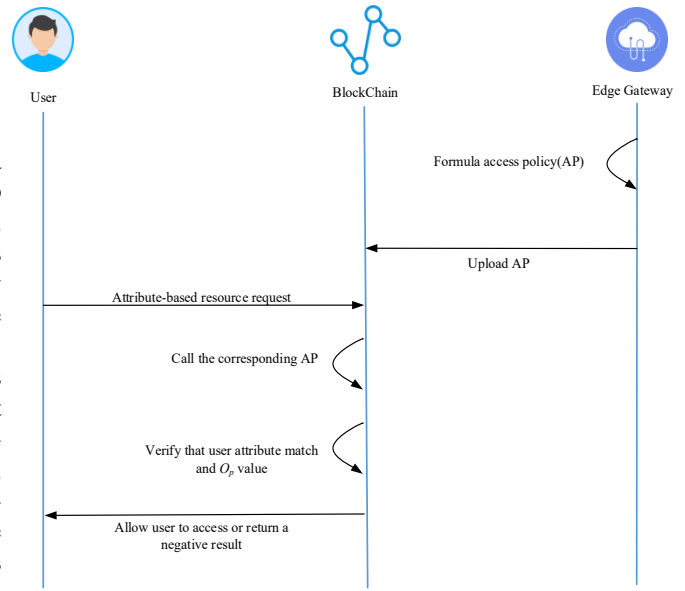 User
BlockChain
Edge Gateway
Formula access policy(AP)
Upload AP
Attribute-based resource request
Call the corresponding AP
Verify that user attribute match
and Op value
Allow user to access or return a
negative result